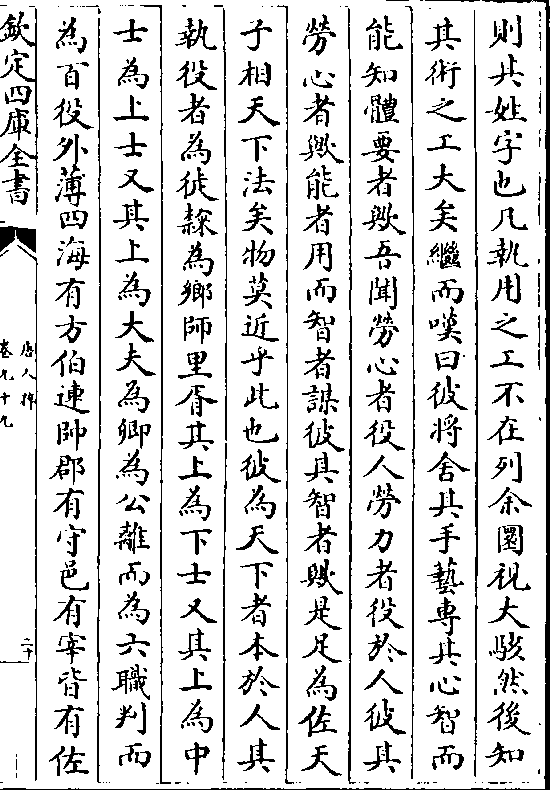 則其姓字也凡執用之工不在列余圜視大駭然後知
其術之工大矣繼而嘆曰彼將舍其手藝專其心智而
能知體要者歟吾聞勞心者役人勞力者役於人彼其
勞心者歟能者用而智者謀彼其智者歟是足為佐天
子相天下法矣物莫近乎此也彼為天下者本於人其
執役者為徒隸為鄉師里胥其上為下士又其上為中
士為上士又其上為大夫為卿為公離而為六職判而
為百役外薄四海有方伯連帥郡有守邑有宰皆有佐
欽定四庫全書
卷九十九
二十